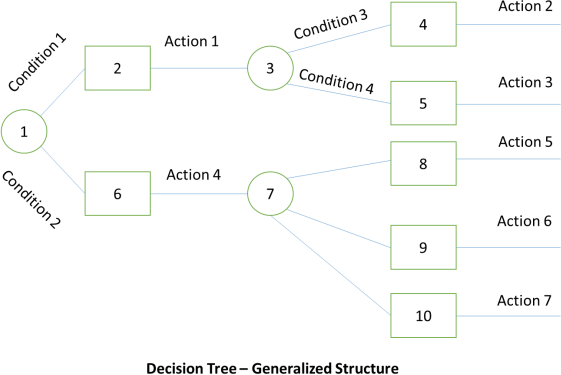 Action 2
Condition 3
4
Condition 1
Action 1
2
3
Condition 4
Action 3
5
1
Action 5
8
Condition 2
Action 4
6
7
Action 6
9
Action 7
10
Decision Tree – Generalized Structure